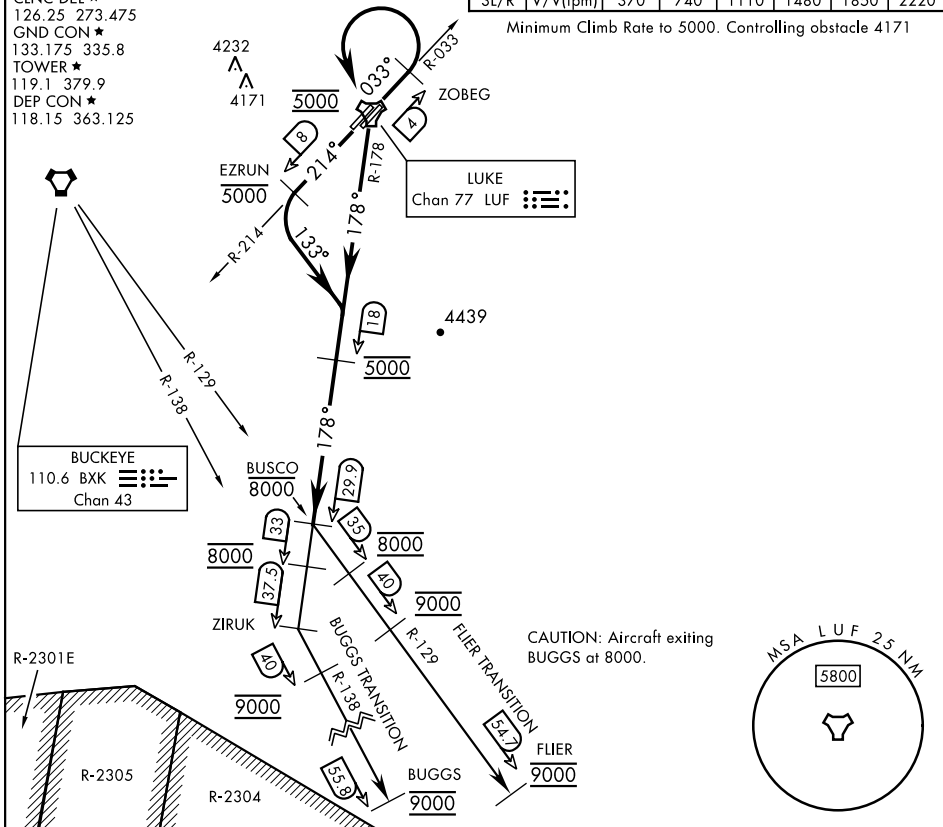 126.25 273.475
GND CON ★
133.175 335.8
TOWER ★
119.1 379.9
DEP CON ★
118.15 363.125
V/V(fpm) 370 740 1110 1480 1850 2220
Minimum Climb Rate to 5000. Controlling obstacle 4171
4232
4171
5000
033°
R-033
ZOBEG
4
8
214°
EZRUN
5000
R-214
133°
R-178
178°
LUKE
Chan 77 LUF
18
4439
5000
R-129
R-138
178°
BUCKEYE
110.6 BXK
Chan 43
BUSCO
8000
29.9
33
35
8000
8000
37.5
40
9000
ZIRUK
40
9000
R-138
BUGGS TRANSITION
R-129
FLIER TRANSITION
CAUTION: Aircraft exiting
BUGGS at 8000.
MSA LUF 25 NM
5800
R-2301E
R-2305
R-2304
55.8
BUGGS
9000
54.7
FLIER
9000